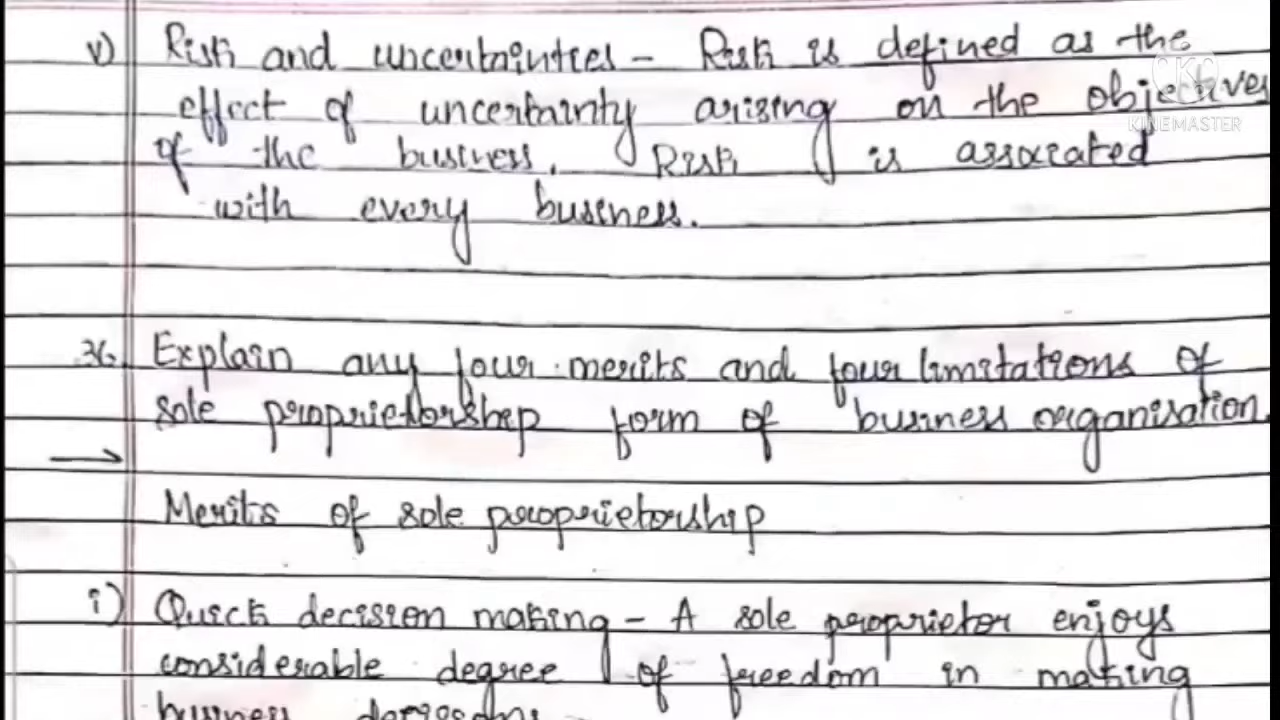 v) Risk and uncertainties - Risk is defined as the
effect of uncertainty arising on the objectives
of the business. Risk is associated
with every business.
36. Explain any four merits and four limitations of
sole proprietorship form of business organisation.
→
Merits of sole proprietorship
i) Quick decision making - A sole proprietor enjoys
considerable degree of freedom in making
business
KINEMASTER